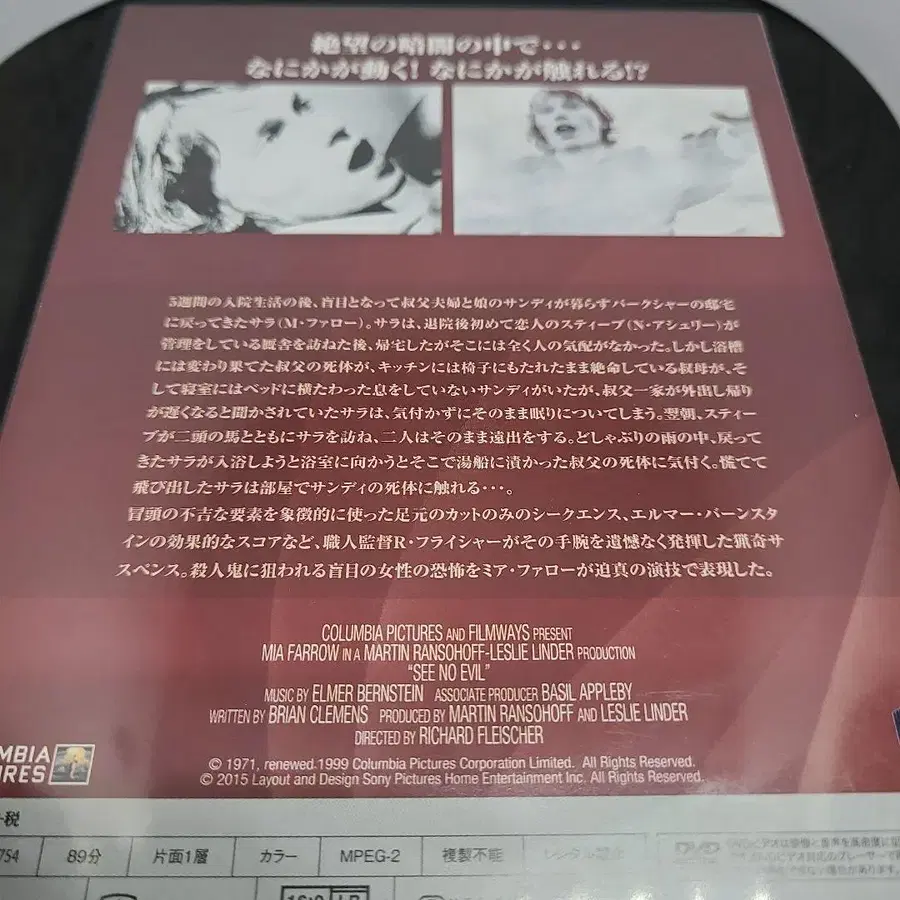 絶望の暗闇の中で・・・
なにかが動く! なにかが触れる!?
5週間の入院生活の後、盲目となって叔父夫婦と娘のサンディが暮らすバークシャーの邸宅
に戻ってきたサラ(M・ファロー)。サラは、退院後初めて恋人のスティーブ(N・アシュリー)が
管理をしている厩舎を訪ねた後、帰宅したがそこには全く人の気配がなかった。しかし浴槽
には変わり果てた叔父の死体が、キッチンには椅子にもたれたまま絶命している叔母が、そ
して寝室にはベッドに横たわった息をしていないサンディがいたが、叔父一家が外出し帰り
が遅くなると聞かされていたサラは、気付かずにそのまま眠りについてしまう。翌朝、スティー
ブが二頭の馬とともにサラを訪ね、二人はそのまま遠出をする。どしゃぶりの雨の中、戻って
きたサラが入浴しようと浴室に向かうとそこで湯船に漬かった叔父の死体に気付く。慌てて
飛び出したサラは部屋でサンディの死体に触れる・・・。
冒頭の不吉な要素を象徴的に使った足元のカットのみのシークエンス、エルマー・バーンスタ
インの効果的なスコアなど、職人監督R・フライシャーがその手腕を遺憾なく発揮した猟奇サ
スペンス。殺人鬼に狙われる盲目の女性の恐怖をミア・ファローが迫真の演技で表現した。
COLUMBIA PICTURES AND FILMWAYS PRESENT
MIA FARROW IN A MARTIN RANSOHOFF-LESLIE LINDER PRODUCTION
"SEE NO EVIL"
MUSIC BY ELMER BERNSTEIN ASSOCIATE PRODUCER BASIL APPLEBY
WRITTEN BY BRIAN CLEMENS PRODUCED BY MARTIN RANSOHOFF AND LESLIE LINDER
DIRECTED BY RICHARD FLEISCHER
© 1971, renewed.1999 Columbia Pictures Corporation Limited. All Rights Reserved.
© 2015 Layout and Design Sony Pictures Home Entertainment Inc. All Rights Reserved.
MBIA
URES
税
754 89分 片面1層 カラー MPEG-2 複製不能 レンタル禁止
DVD
16:9 LB